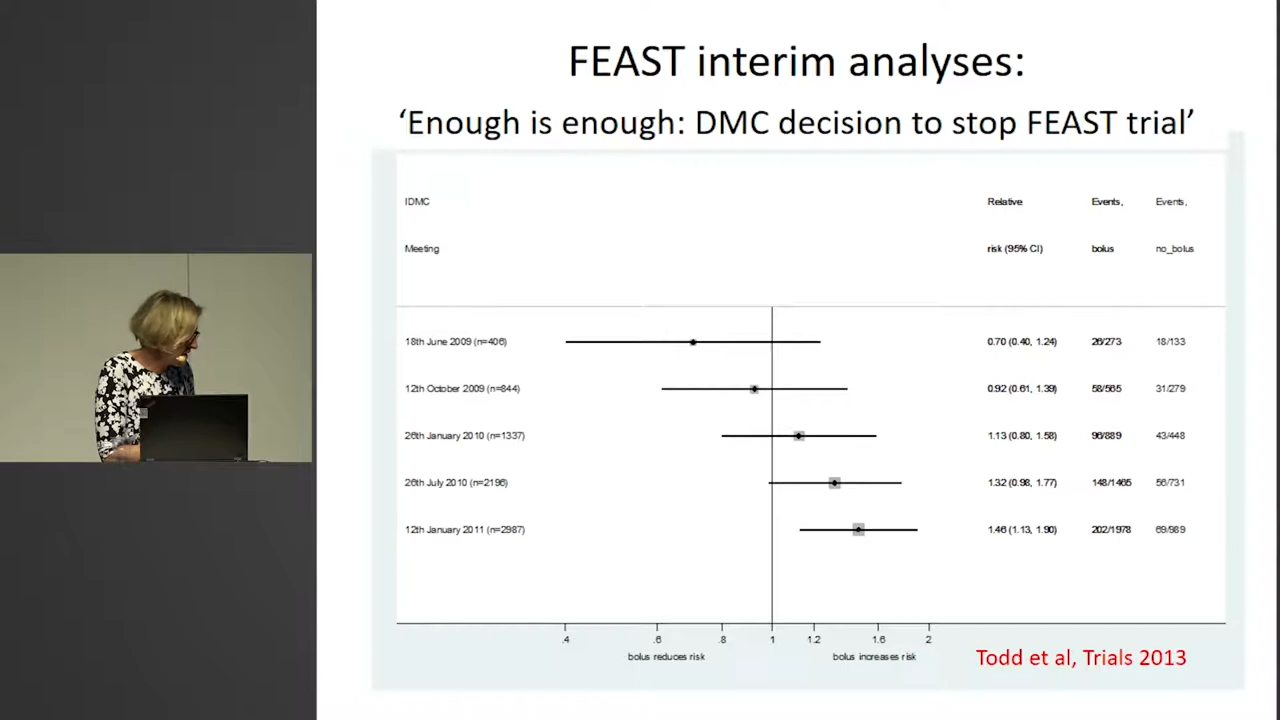 FEAST interim analyses:
‘Enough is enough: DMC decision to stop FEAST trial’
IDMC Relative Events, Events,
Meeting risk (95% CI) bolus no_bolus
18th June 2009 (n=406) 0.70 (0.40, 1.24) 26/273 18/133
12th October 2009 (n=844) 0.92 (0.61, 1.39) 58/565 31/279
26th January 2010 (n=1337) 1.13 (0.80, 1.58) 96/889 43/448
26th July 2010 (n=2196) 1.32 (0.98, 1.77) 148/1465 56/731
12th January 2011 (n=2987) 1.46 (1.13, 1.90) 202/1978 69/989
.4 .6 .8 1 1.2 1.6 2
bolus reduces risk bolus increases risk
Todd et al, Trials 2013